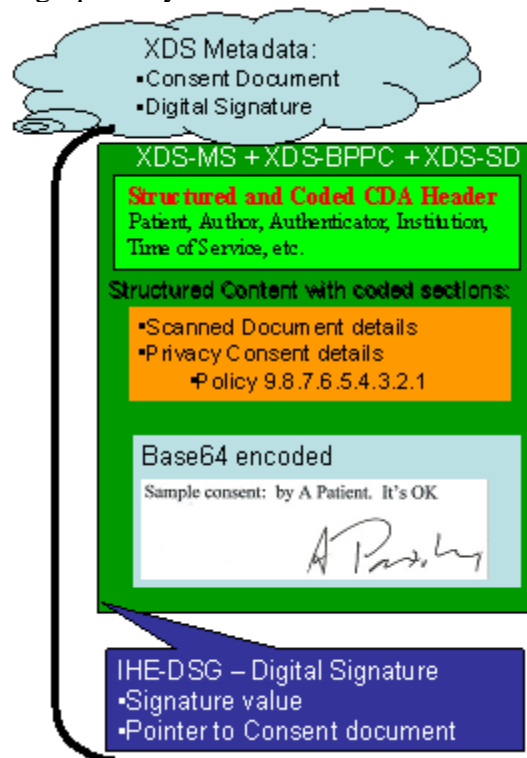 XDS Metadata:
▪Consent Document
▪Digital Signature
XDS-MS + XDS-BPPC + XDS-SD
Structured and Coded CDA Header
Patient, Author, Authenticator, Institution,
Time of Service, etc.
Structured Content with coded sections:
▪Scanned Document details
▪Privacy Consent details
▪Policy 9.8.7.6.5.4.3.2.1
Base64 encoded
Sample consent: by A Patient. It's OK
IHE-DSG – Digital Signature
▪Signature value
▪Pointer to Consent document